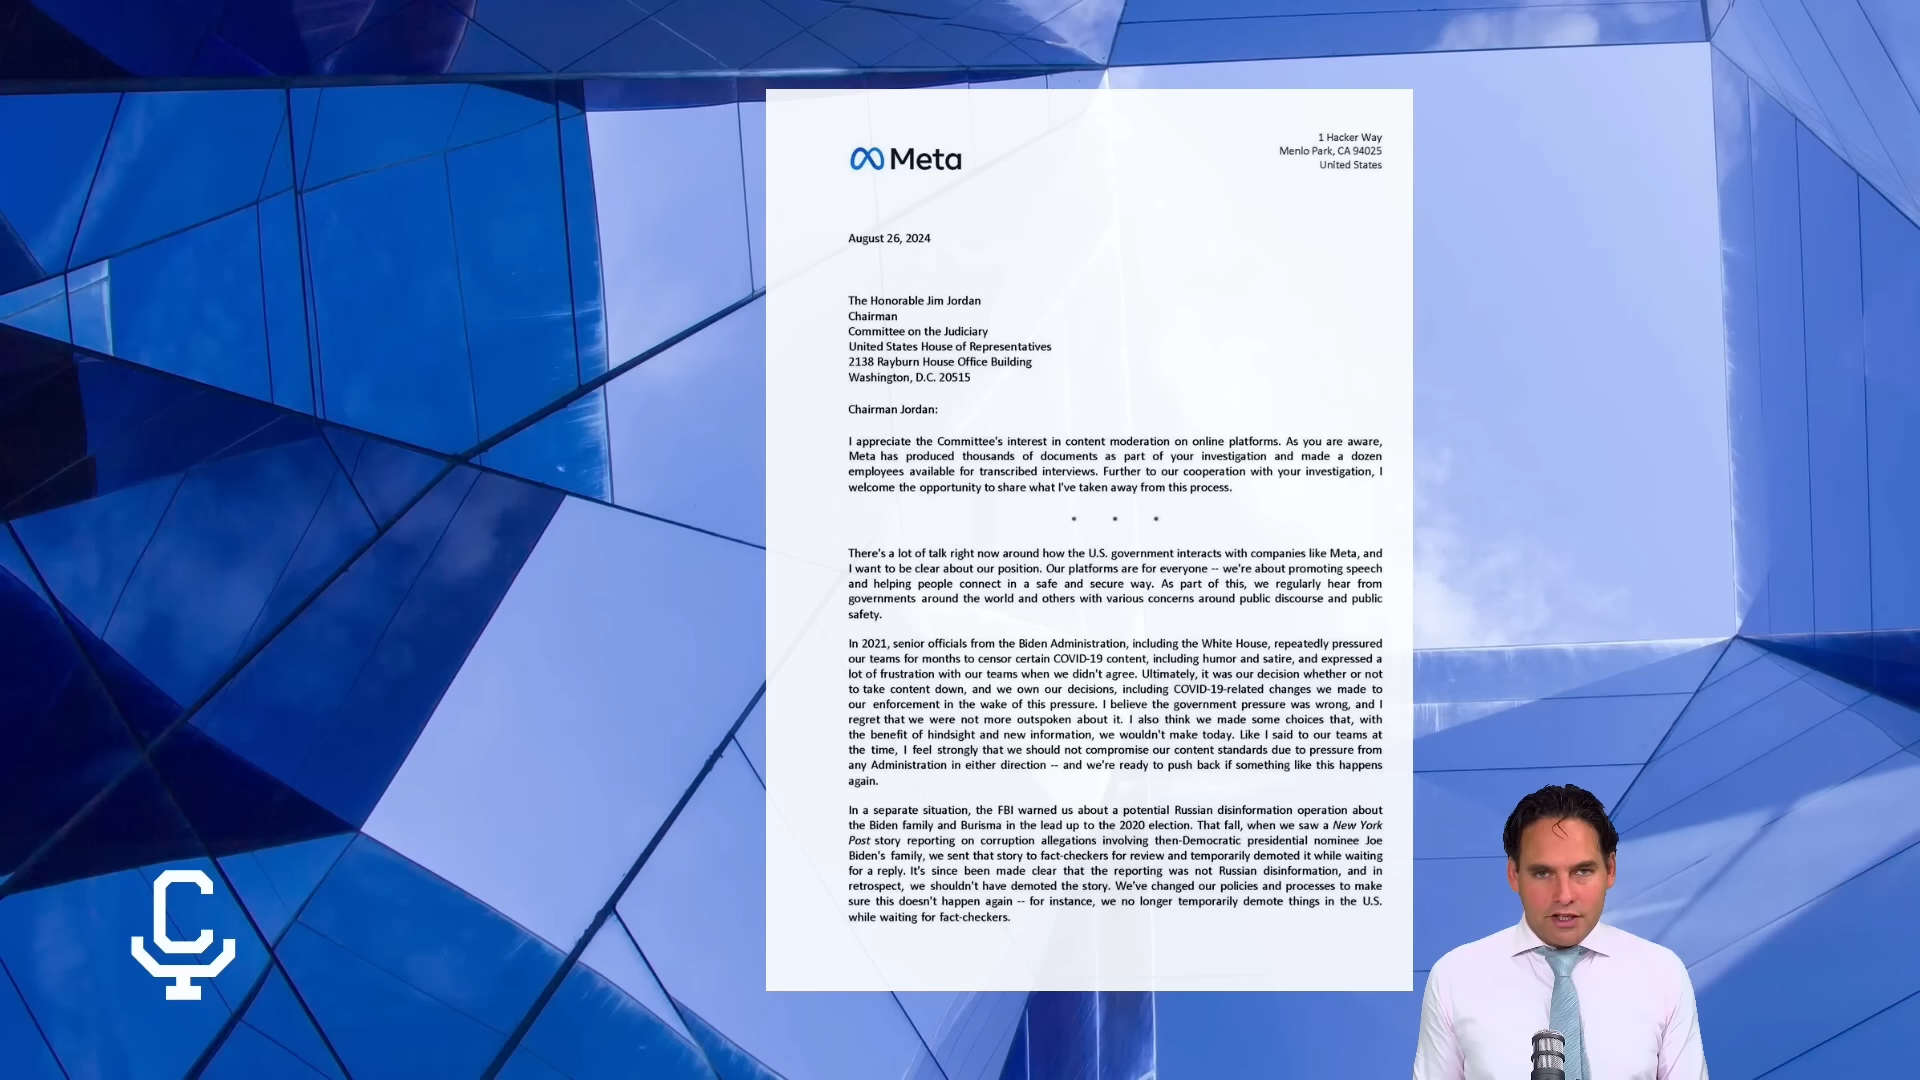 Meta
1 Hacker Way
Menlo Park, CA 94025
United States
August 26, 2024
The Honorable Jim Jordan
Chairman
Committee on the Judiciary
United States House of Representatives
2138 Rayburn House Office Building
Washington, D.C. 20515
Chairman Jordan:
I appreciate the Committee's interest in content moderation on online platforms. As you are aware,
Meta has produced thousands of documents as part of your investigation and made a dozen
employees available for transcribed interviews. Further to our cooperation with your investigation, I
welcome the opportunity to share what I've taken away from this process.
* * *
There's a lot of talk right now around how the U.S. government interacts with companies like Meta, and
I want to be clear about our position. Our platforms are for everyone -- we're about promoting speech
and helping people connect in a safe and secure way. As part of this, we regularly hear from
governments around the world and others with various concerns around public discourse and public
safety.
In 2021, senior officials from the Biden Administration, including the White House, repeatedly pressured
our teams for months to censor certain COVID-19 content, including humor and satire, and expressed a
lot of frustration with our teams when we didn't agree. Ultimately, it was our decision whether or not
to take content down, and we own our decisions, including COVID-19-related changes we made to
our enforcement in the wake of this pressure. I believe the government pressure was wrong, and I
regret that we were not more outspoken about it. I also think we made some choices that, with
the benefit of hindsight and new information, we wouldn't make today. Like I said to our teams at
the time, I feel strongly that we should not compromise our content standards due to pressure from
any Administration in either direction -- and we're ready to push back if something like this happens
again.
In a separate situation, the FBI warned us about a potential Russian disinformation operation about
the Biden family and Burisma in the lead up to the 2020 election. That fall, when we saw a New York
Post story reporting on corruption allegations involving then-Democratic presidential nominee Joe
Biden's family, we sent that story to fact-checkers for review and temporarily demoted it while waiting
for a reply. It's since been made clear that the reporting was not Russian disinformation, and in
retrospect, we shouldn't have demoted the story. We've changed our policies and processes to make
sure this doesn't happen again -- for instance, we no longer temporarily demote things in the U.S.
while waiting for fact-checkers.